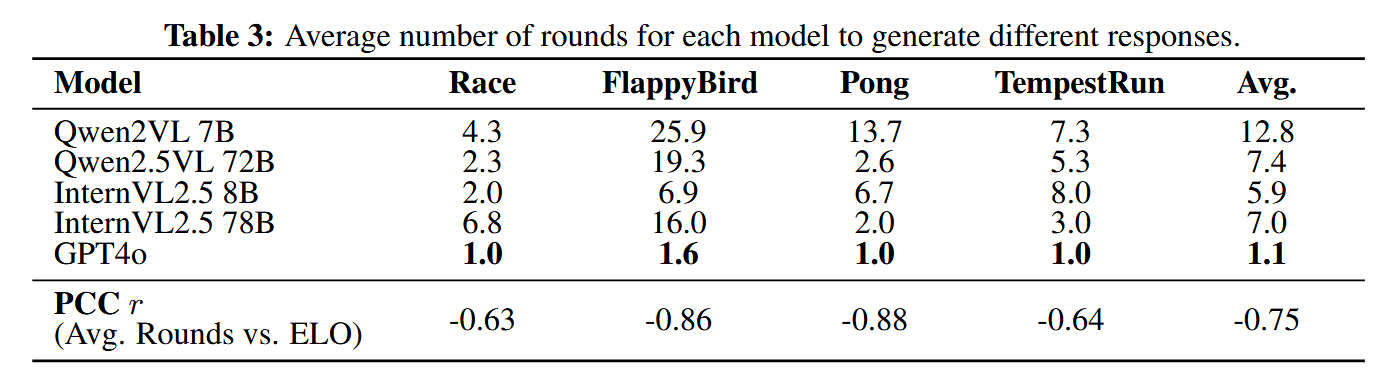 Table 3: Average number of rounds for each model to generate different responses.
Model Race FlappyBird Pong TempestRun Avg.
Qwen2VL 7B 4.3 25.9 13.7 7.3 12.8
Qwen2.5VL 72B 2.3 19.3 2.6 5.3 7.4
InternVL2.5 8B 2.0 6.9 6.7 8.0 5.9
InternVL2.5 78B 6.8 16.0 2.0 3.0 7.0
GPT4o 1.0 1.6 1.0 1.0 1.1
PCC r
(Avg. Rounds vs. ELO) -0.63 -0.86 -0.88 -0.64 -0.75